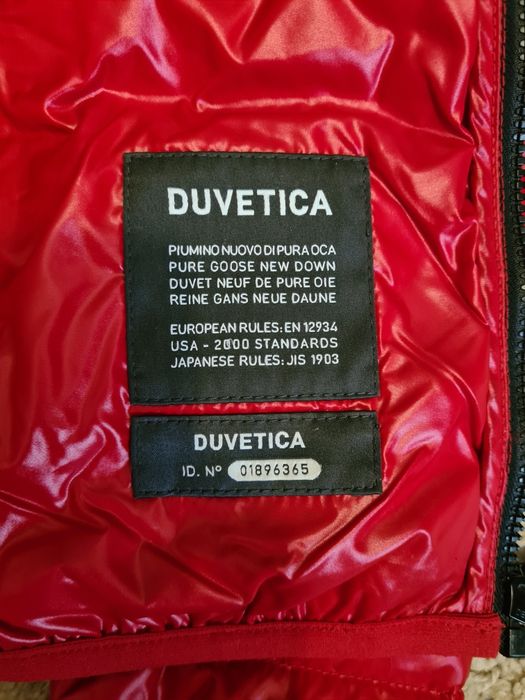 DUVETICA
PIUMINO NUOVO DI PURA OCA
PURE GOOSE NEW DOWN
DUVET NEUF DE PURE OIE
REINE GANS NEUE DAUNE
EUROPEAN RULES: EN 12934
USA - 2000 STANDARDS
JAPANESE RULES: JIS 1903
DUVETICA
ID. Nº 01896365